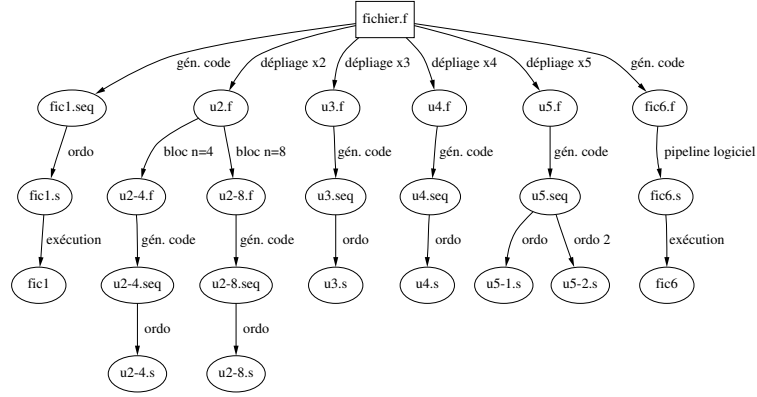 fichier.f
gén. code
dépliage x2
dépliage x3
dépliage x4
dépliage x5
gén. code
fic1.seq
u2.f
u3.f
u4.f
u5.f
fic6.f
ordo
bloc n=4
bloc n=8
gén. code
gén. code
gén. code
pipeline logiciel
fic1.s
u2-4.f
u2-8.f
u3.seq
u4.seq
u5.seq
fic6.s
exécution
gén. code
gén. code
ordo
ordo
ordo
ordo 2
exécution
fic1
u2-4.seq
u2-8.seq
u3.s
u4.s
u5-1.s
u5-2.s
fic6
ordo
ordo
u2-4.s
u2-8.s